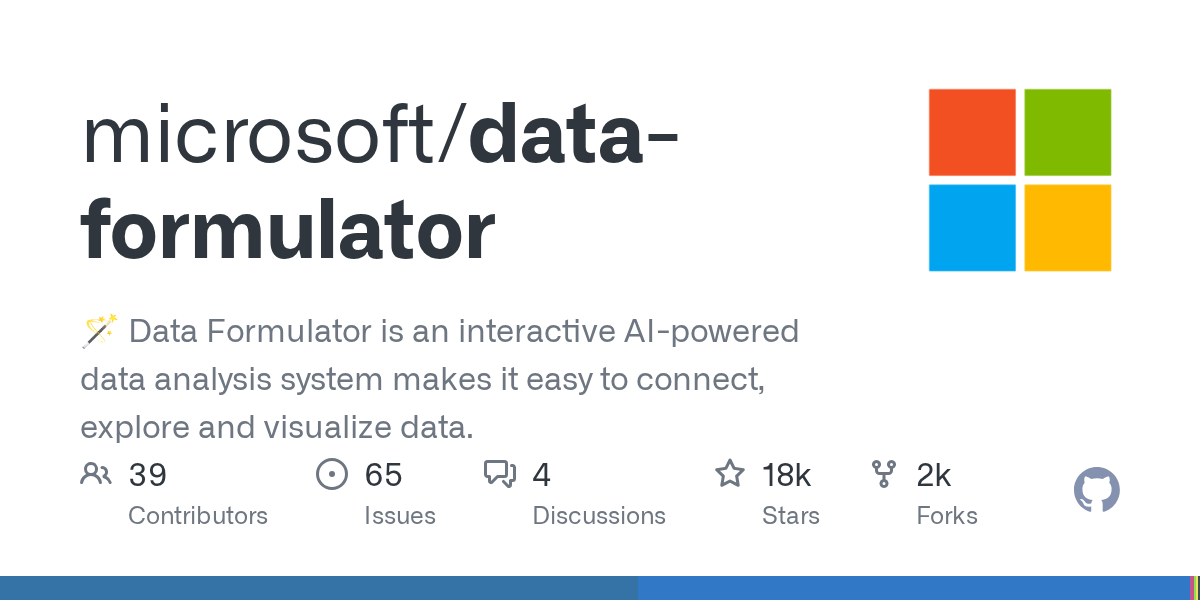 microsoft/data-
formulator
🪄 Data Formulator is an interactive AI-powered
data analysis system makes it easy to connect,
explore and visualize data.
39 65 4 18k 2k
Contributors Issues Discussions Stars Forks